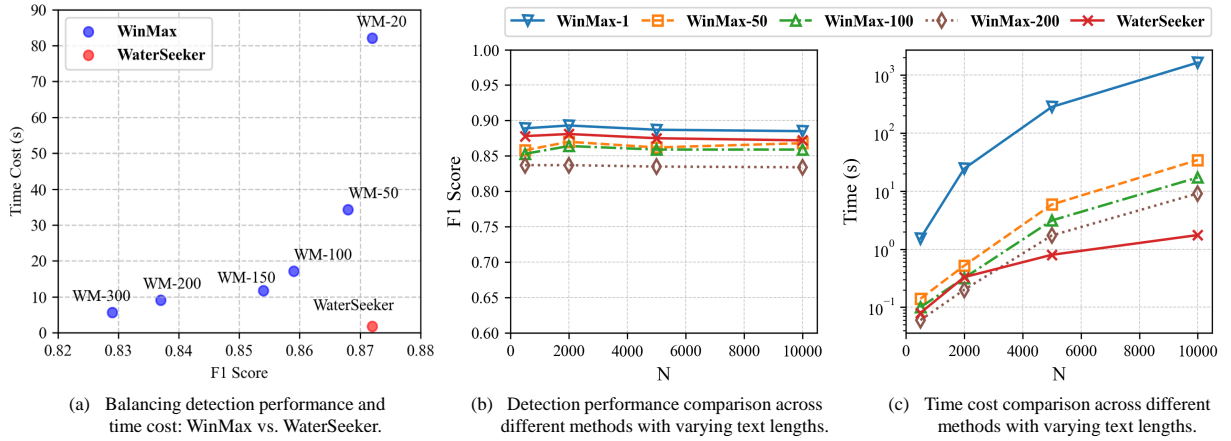 90
80
70
60
50
40
30
20
10
0
Time Cost (s)
WinMax
WaterSeeker
WM-20
WM-50
WM-100
WM-150
WM-200
WM-300
WaterSeeker
0.82 0.83 0.84 0.85 0.86 0.87 0.88
F1 Score
(a) Balancing detection performance and
time cost: WinMax vs. WaterSeeker.
WinMax-1 WinMax-50 WinMax-100 WinMax-200 WaterSeeker
1.00
0.95
0.90
0.85
0.80
0.75
0.70
0.65
0.60
F1 Score
0 2000 4000 6000 8000 10000
N
(b) Detection performance comparison across
different methods with varying text lengths.
10³
10²
10¹
10⁰
10⁻¹
Time (s)
0 2000 4000 6000 8000 10000
N
(c) Time cost comparison across different
methods with varying text lengths.